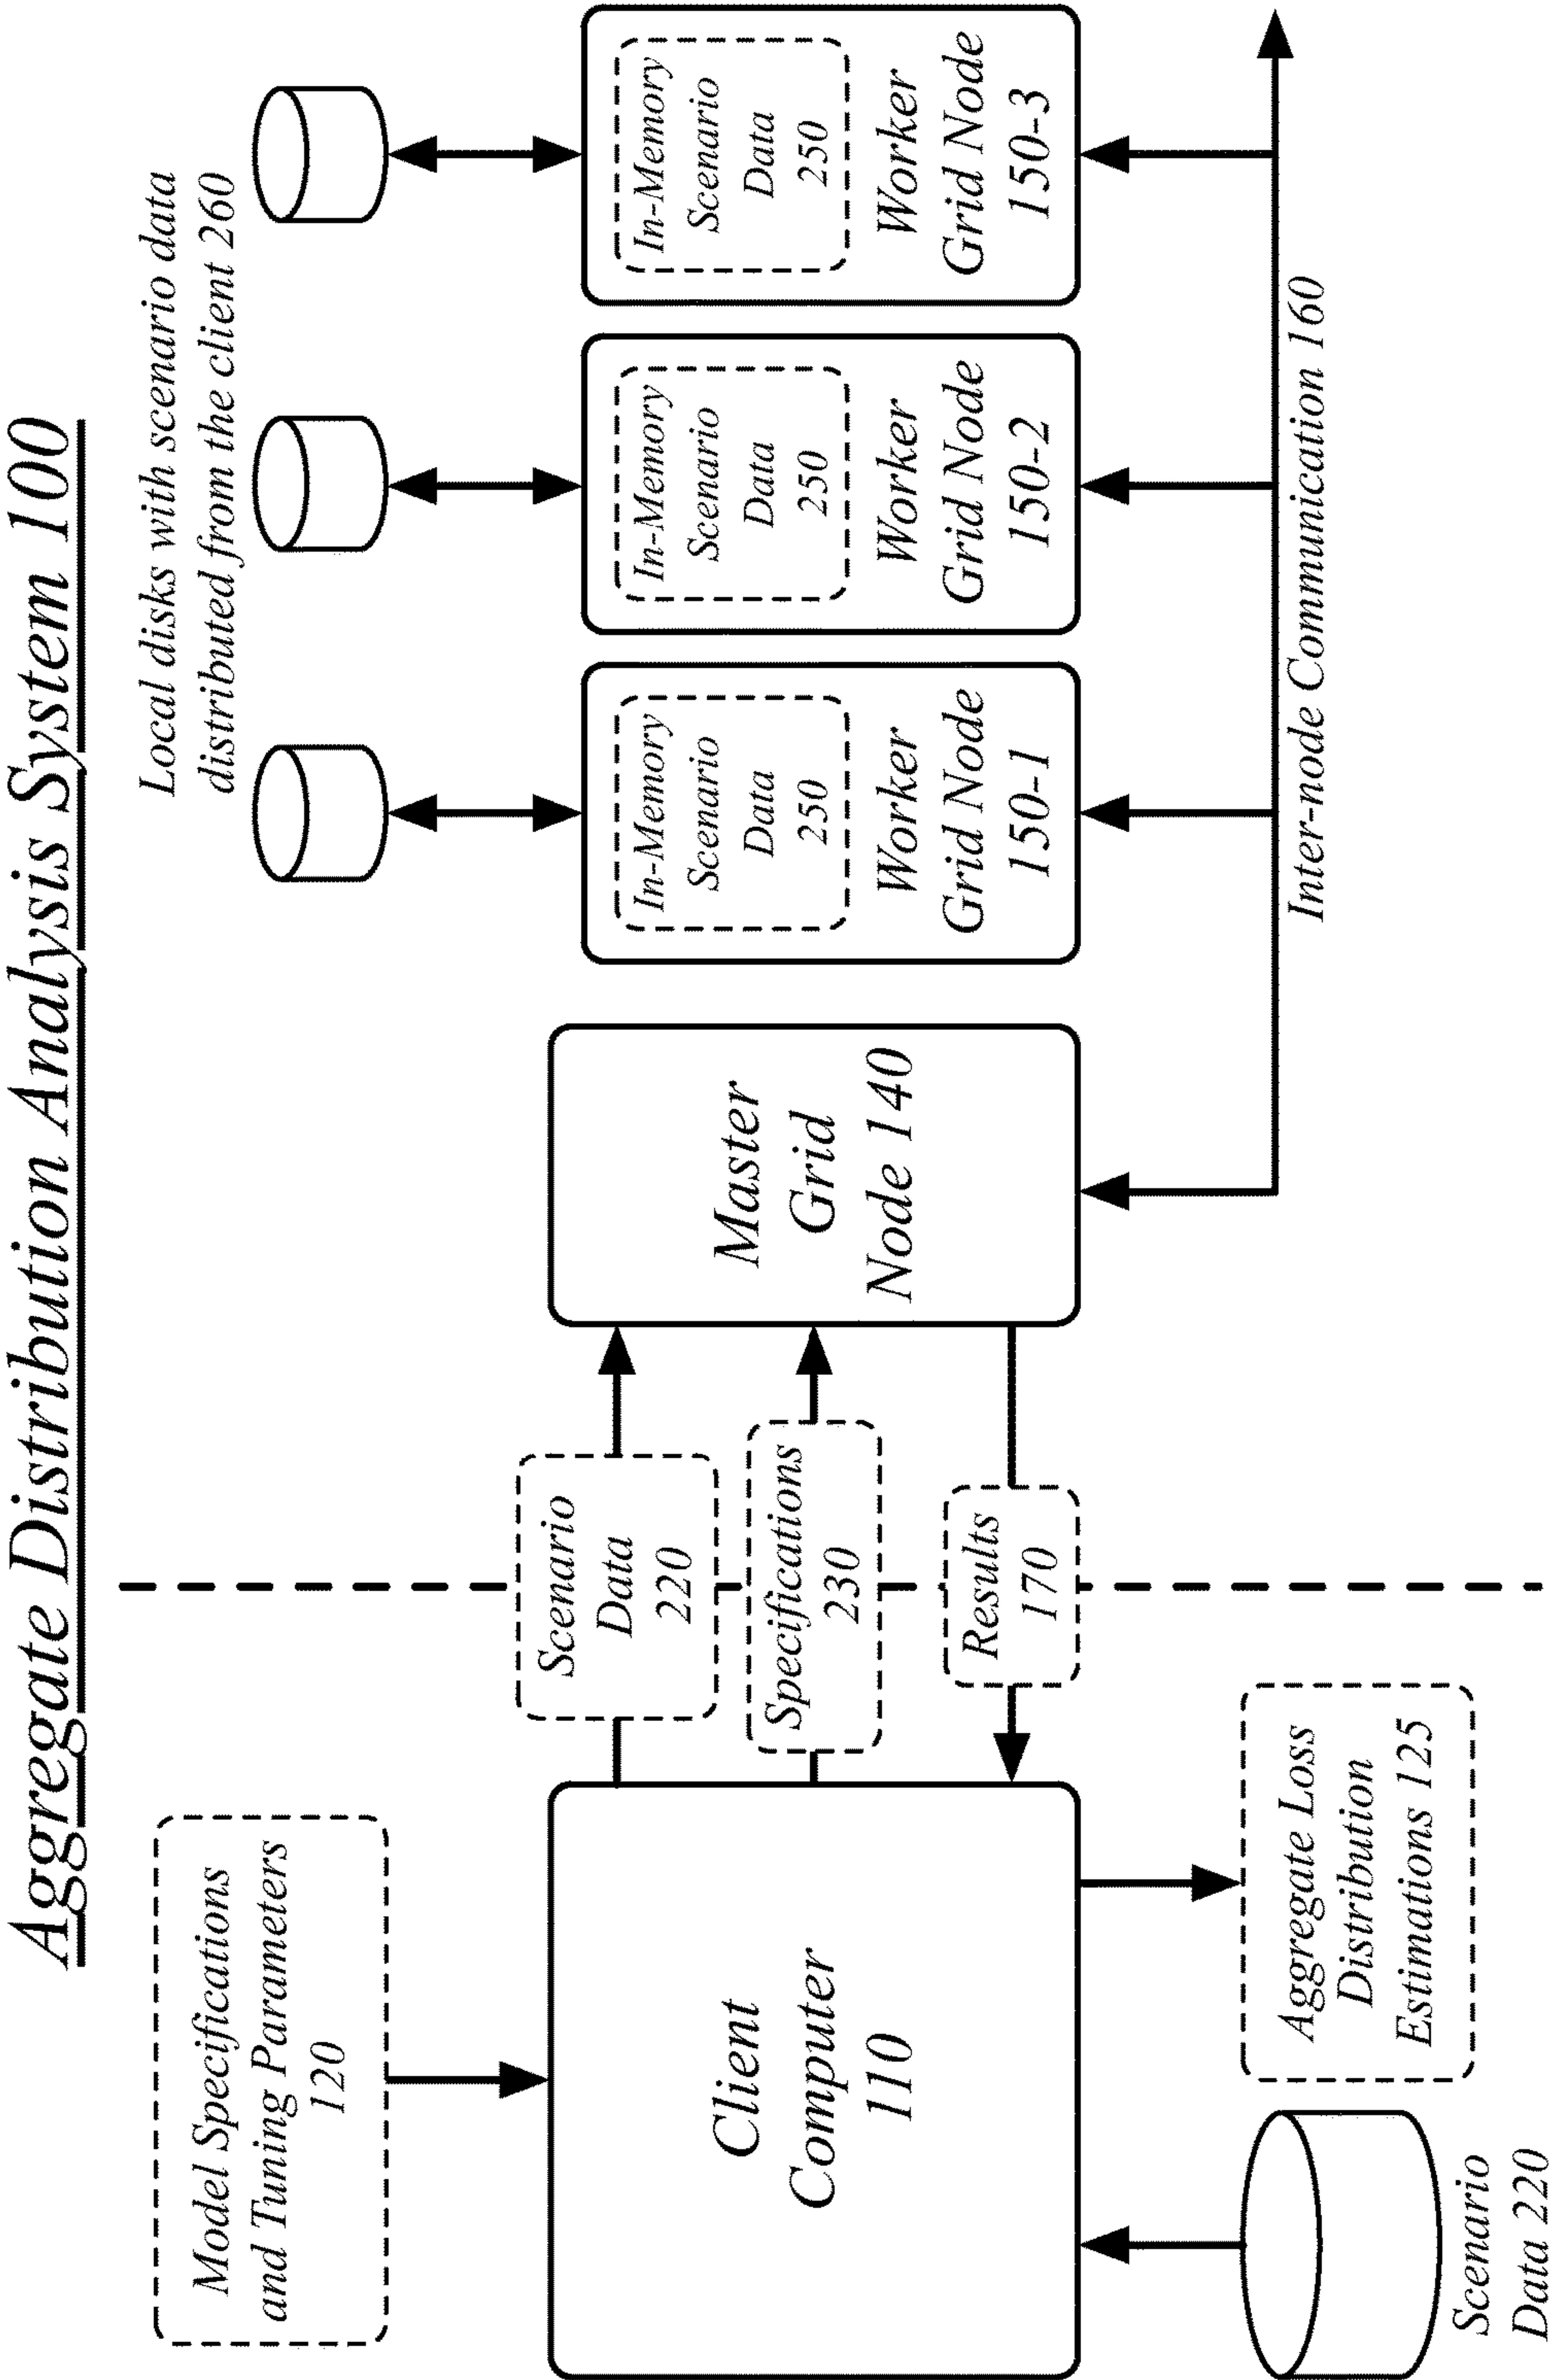 Aggregate Distribution Analysis System 100
Model Specifications
and Tuning Parameters
120
Client
Computer
110
Scenario
Data 220
Aggregate Loss
Distribution
Estimations 125
Scenario
Data
220
Specifications
230
Results
170
Master
Grid
Node 140
Local disks with scenario data
distributed from the client 260
In-Memory
Scenario
Data
250
Worker
Grid Node
150-1
In-Memory
Scenario
Data
250
Worker
Grid Node
150-2
In-Memory
Scenario
Data
250
Worker
Grid Node
150-3
Inter-node Communication 160